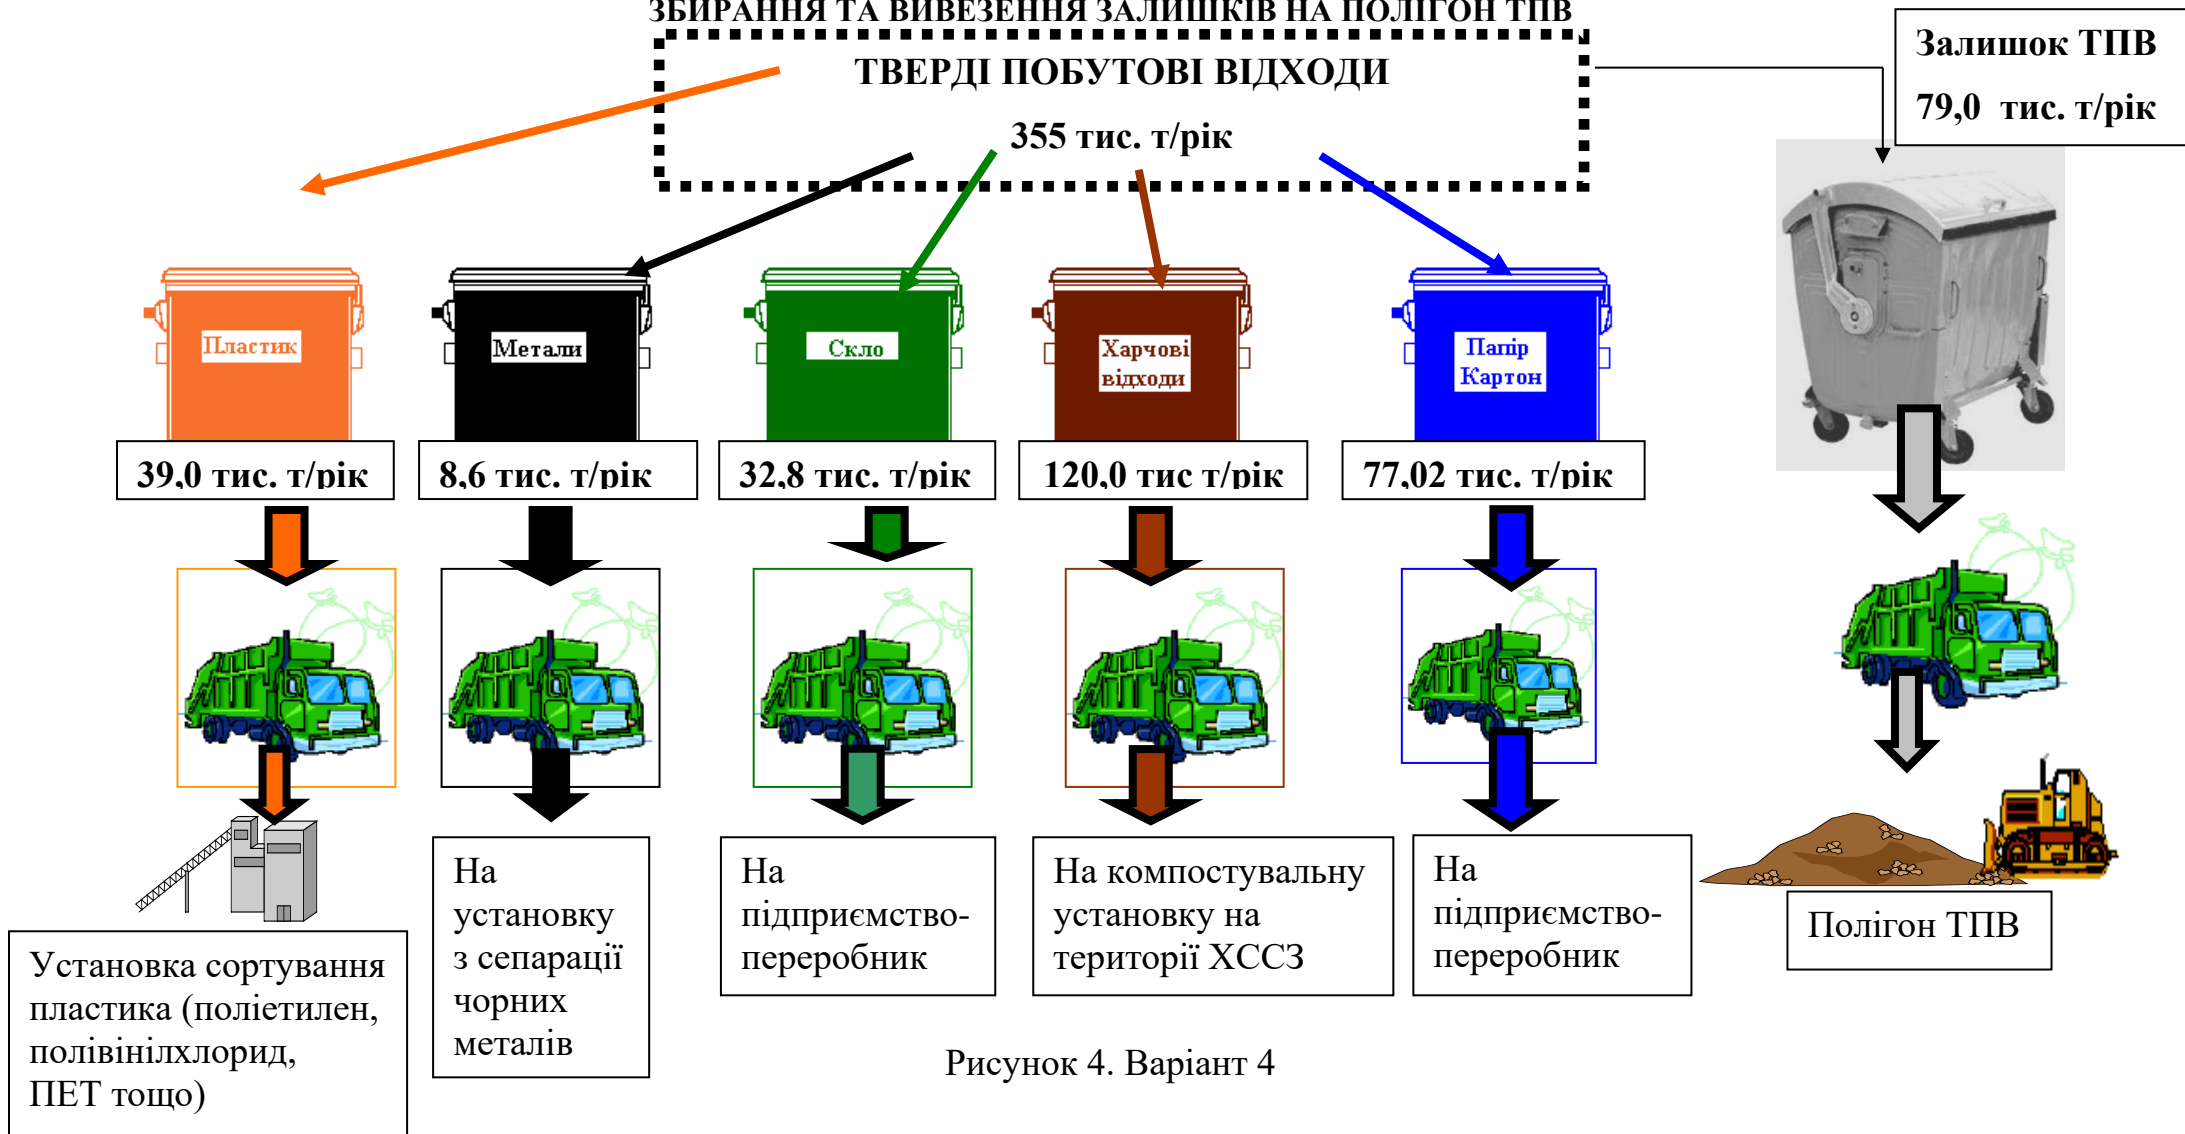 ЗБИРАННЯ ТА ВИВЕЗЕННЯ ЗАЛИШКІВ НА ПОЛІГОН ТПВ
ТВЕРДІ ПОБУТОВІ ВІДХОДИ
355 тис. т/рік
Залишок ТПВ
79,0 тис. т/рік
Пластик
Метали
Скло
Харчові
відходи
Папір
Картон
39,0 тис. т/рік
8,6 тис. т/рік
32,8 тис. т/рік
120,0 тис т/рік
77,02 тис. т/рік
Установка сортування
пластика (поліетилен,
полівінілхлорид,
ПЕТ тощо)
На
установку
з сепарації
чорних
металів
На
підприємство-
переробник
На компостувальну
установку на
території ХССЗ
На
підприємство-
переробник
Полігон ТПВ
Рисунок 4. Варіант 4